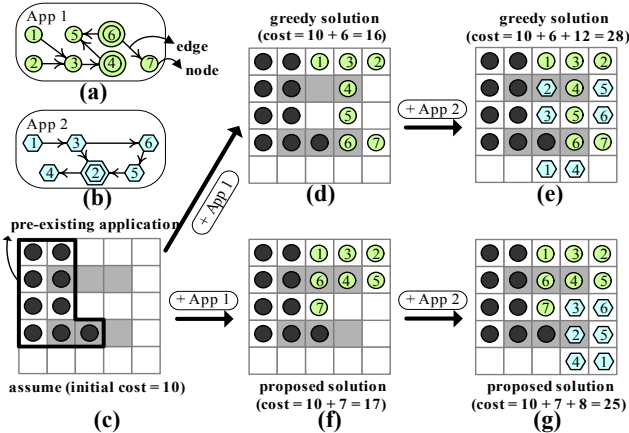 App 1
1
6
5
edge
2
3
4
7
node
(a)
App 2
1
3
6
4
2
5
(b)
pre-existing application
assume (initial cost = 10)
(c)
+ App 1
+ App 1
greedy solution
(cost = 10 + 6 = 16)
1 3 2
4
5
6 7
(d)
+ App 2
greedy solution
(cost = 10 + 6 + 12 = 28)
1 3 2
2 4 5
3 5 6
6 7
1 4
(e)
1 3 2
6 4 5
7
proposed solution
(cost = 10 + 7 = 17)
(f)
+ App 2
1 3 2
6 4 5
7 3 6
2 5
4 1
proposed solution
(cost = 10 + 7 + 8 = 25)
(g)